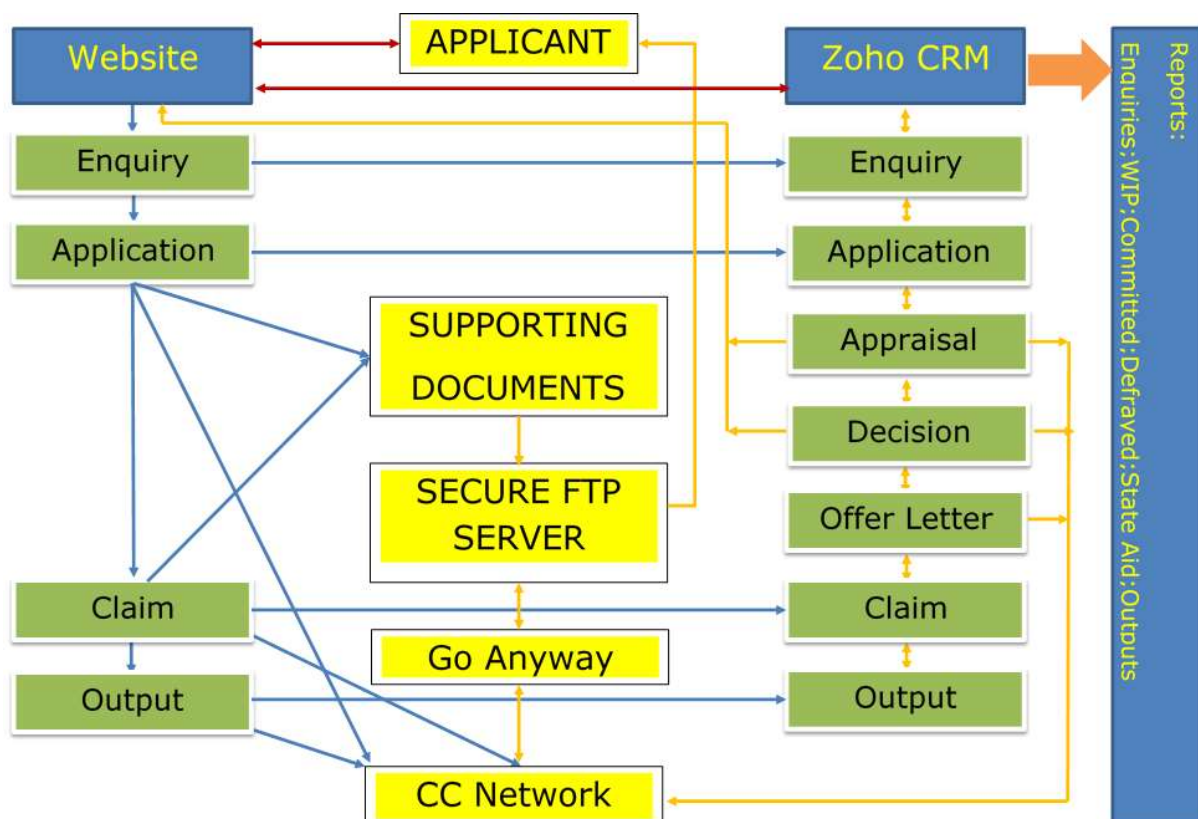 APPLICANT
Website
Zoho CRM
Reports:
Enquiries;WIP;Committed;Defrayed;State Aid;Outputs
Enquiry
Enquiry
Application
Application
SUPPORTING
DOCUMENTS
Appraisal
Decision
SECURE FTP
SERVER
Offer Letter
Claim
Claim
Go Anyway
Output
Output
CC Network